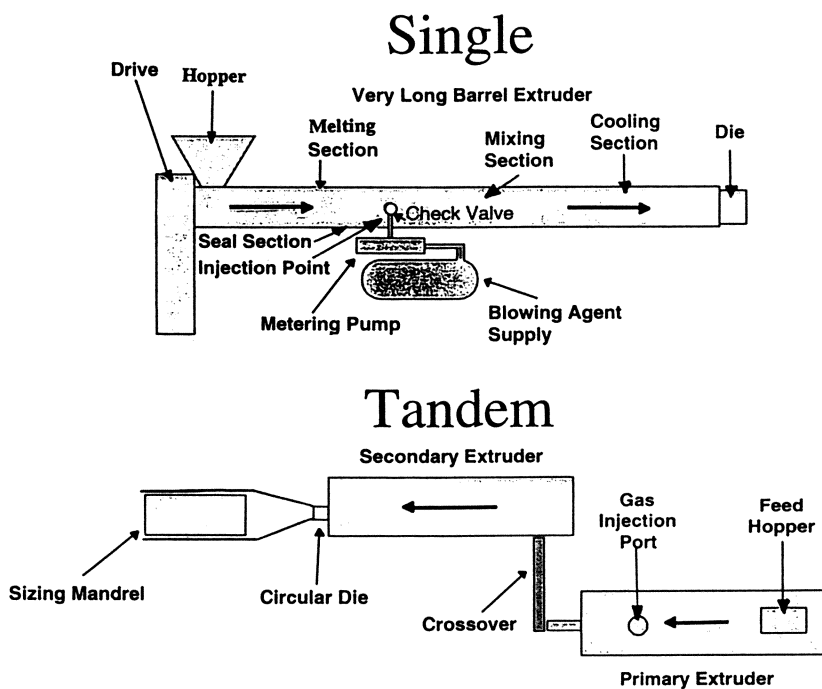 Single
Drive
Hopper
Very Long Barrel Extruder
Melting
Section
Mixing
Section
Cooling
Section
Die
Check Valve
Seal Section
Injection Point
Metering Pump
Blowing Agent
Supply
Tandem
Secondary Extruder
Gas
Injection
Port
Feed
Hopper
Sizing Mandrel
Circular Die
Crossover
Primary Extruder